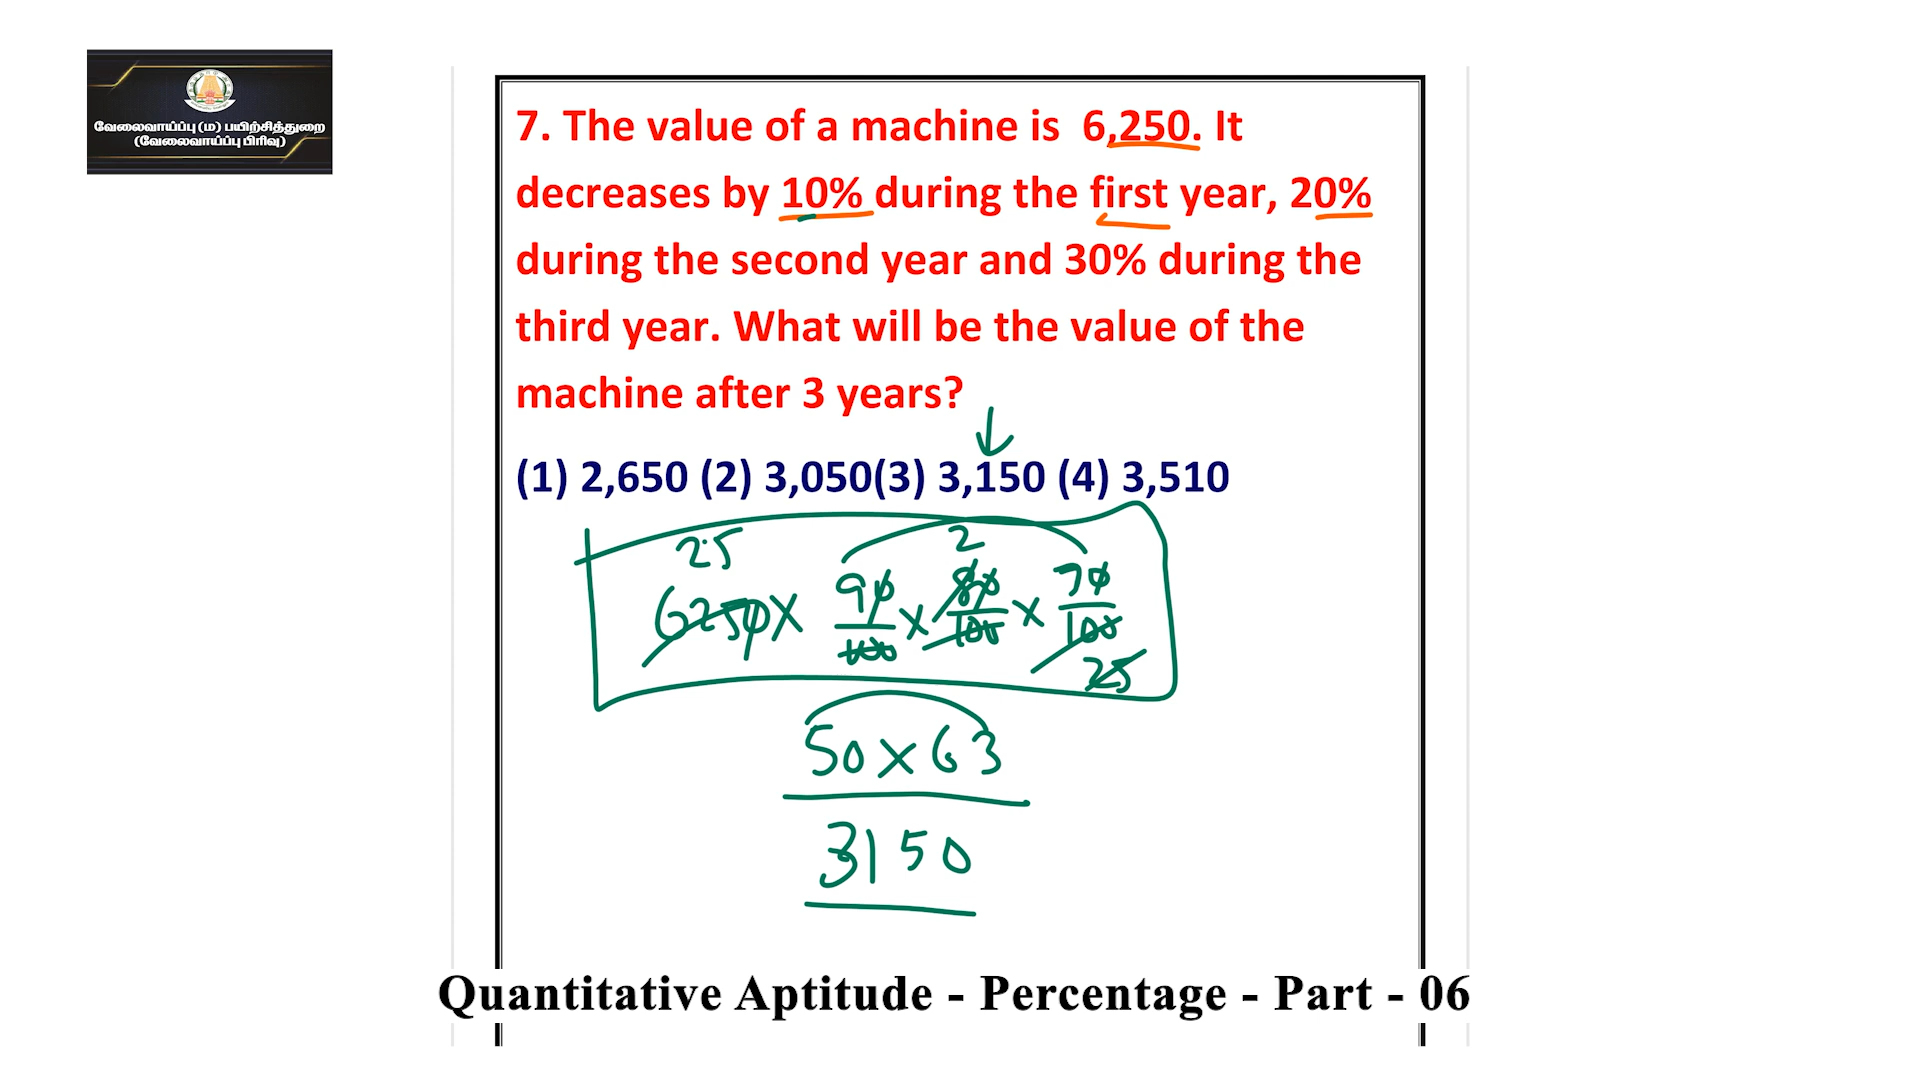 வேலைவாய்ப்பு (ம) பயிற்சித்துறை
(வேலைவாய்ப்பு பிரிவு)
7. The value of a machine is 6,250. It
decreases by 10% during the first year, 20%
during the second year and 30% during the
third year. What will be the value of the
machine after 3 years?
(1) 2,650 (2) 3,050(3) 3,150 (4) 3,510
25 2
6250 x 90/100 x 80/100 x 70/100
25
50 x 63
3150
Quantitative Aptitude - Percentage - Part - 06